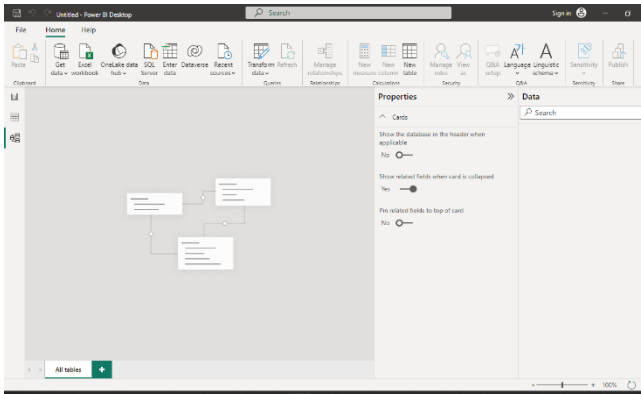 Untitled - Power BI Desktop
Search
Sign in
File Home Help
Paste
Get data
Excel workbook
OneLake data hub
SQL Server
Enter data
Dataverse
Recent sources
Transform data
Refresh
Manage relationships
New measure
New column
New table
Manage roles
View as
Q&A setup
Language
Linguistic schema
Sensitivity
Publish
Clipboard
Data
Queries
Relationships
Calculations
Security
Q&A
Sensitivity
Share
Properties
Data
Cards
Search
Show the database in the header when
applicable
No
Show related fields when card is collapsed
Yes
Pin related fields to top of card
No
All tables
+
- + 100%